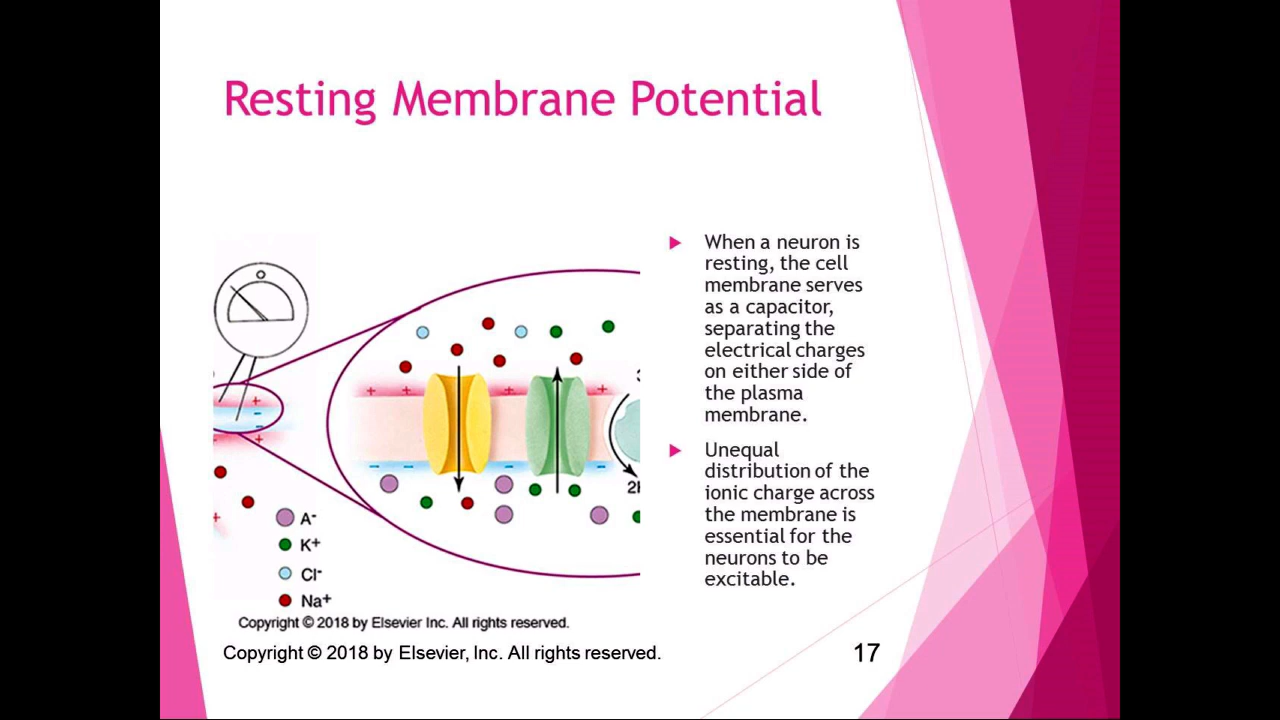 Resting Membrane Potential
When a neuron is
resting, the cell
membrane serves
as a capacitor,
separating the
electrical charges
on either side of
the plasma
membrane.
Unequal
distribution of the
ionic charge across
the membrane is
essential for the
neurons to be
excitable.
+ + + +
+
-
-
+
- - - -
+
A-
K+
Cl-
Na+
Copyright © 2018 by Elsevier Inc. All rights reserved.
Copyright © 2018 by Elsevier, Inc. All rights reserved.
17